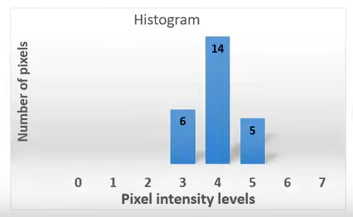 Histogram
Number of pixels
14
6
5
0 1 2 3 4 5 6 7
Pixel intensity levels